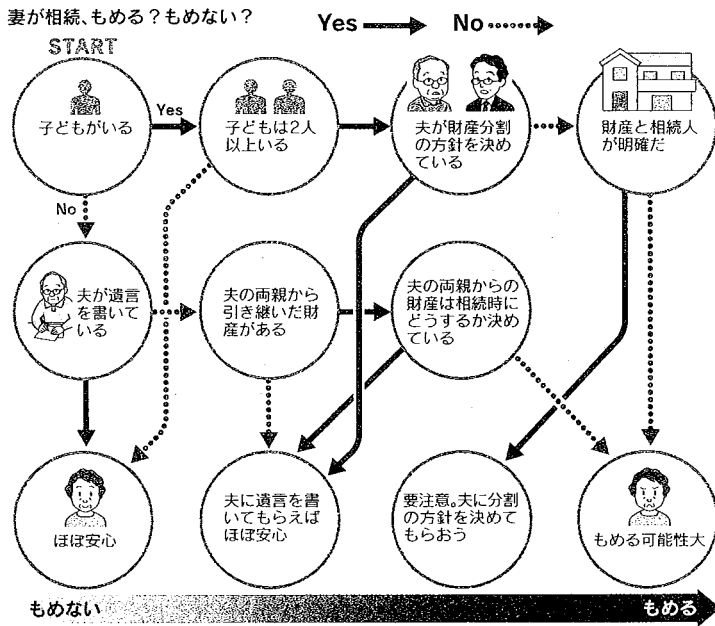 妻が相続、もめる？もめない？
Yes
No
START
子どもがいる
Yes
子どもは2人
以上いる
夫が財産分割
の方針を決め
ている
財産と相続人
が明確だ
No
夫が遺言
を書いて
いる
夫の両親から
引き継いだ財
産がある
夫の両親からの
財産は相続時に
どうするか決め
ている
ほぼ安心
夫に遺言を書
いてもらえば
ほぼ安心
要注意。夫に分割
の方針を決めて
もらおう
もめる可能性大
もめない
もめる